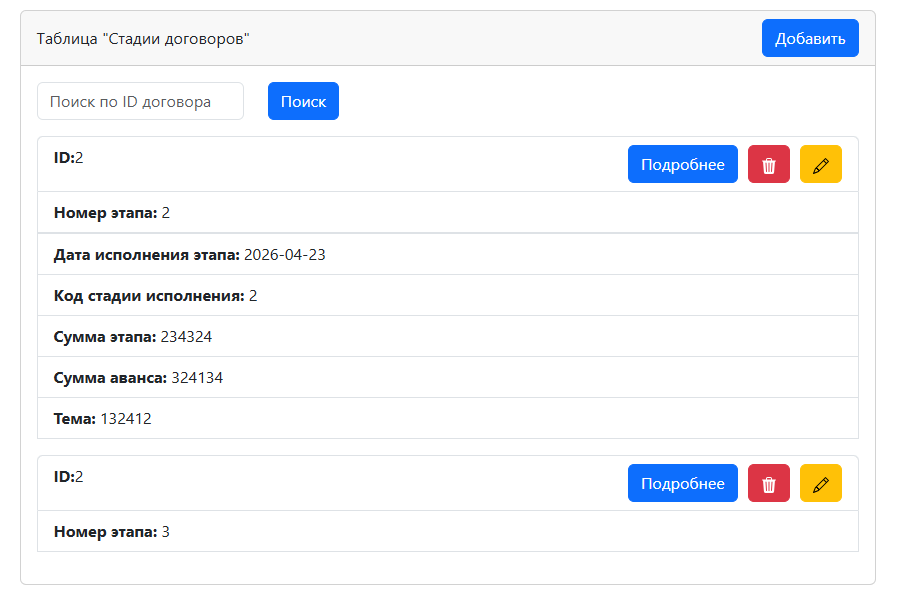 Таблица "Стадии договоров"
Добавить
Поиск по ID договора
Поиск
ID:2
Подробнее
Номер этапа: 2
Дата исполнения этапа: 2026-04-23
Код стадии исполнения: 2
Сумма этапа: 234324
Сумма аванса: 324134
Тема: 132412
ID:2
Подробнее
Номер этапа: 3